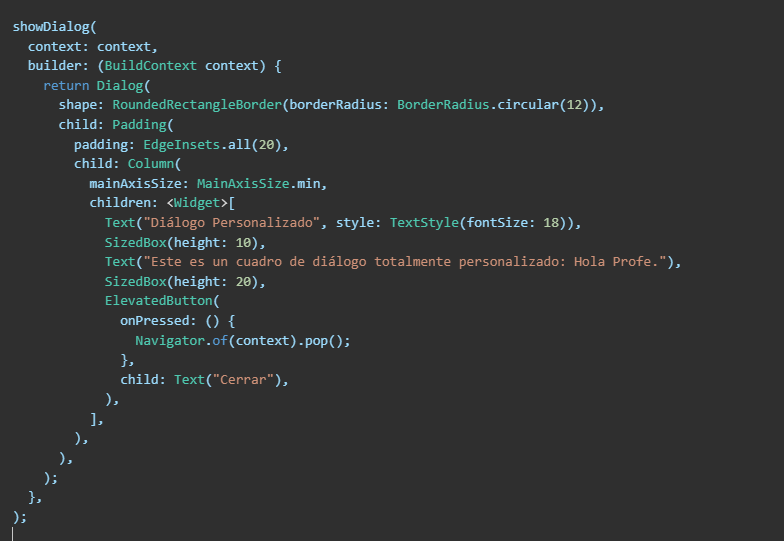 showDialog(
  context: context,
  builder: (BuildContext context) {
    return Dialog(
      shape: RoundedRectangleBorder(borderRadius: BorderRadius.circular(12)),
      child: Padding(
        padding: EdgeInsets.all(20),
        child: Column(
          mainAxisSize: MainAxisSize.min,
          children: <Widget>[
            Text("Diálogo Personalizado", style: TextStyle(fontSize: 18)),
            SizedBox(height: 10),
            Text("Este es un cuadro de diálogo totalmente personalizado: Hola Profe."),
            SizedBox(height: 20),
            ElevatedButton(
              onPressed: () {
                Navigator.of(context).pop();
              },
              child: Text("Cerrar"),
            ),
          ],
        ),
      ),
    );
  },
);